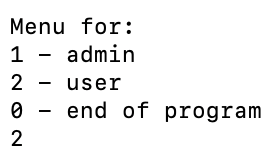 Menu for:
1 – admin
2 – user
0 – end of program
2